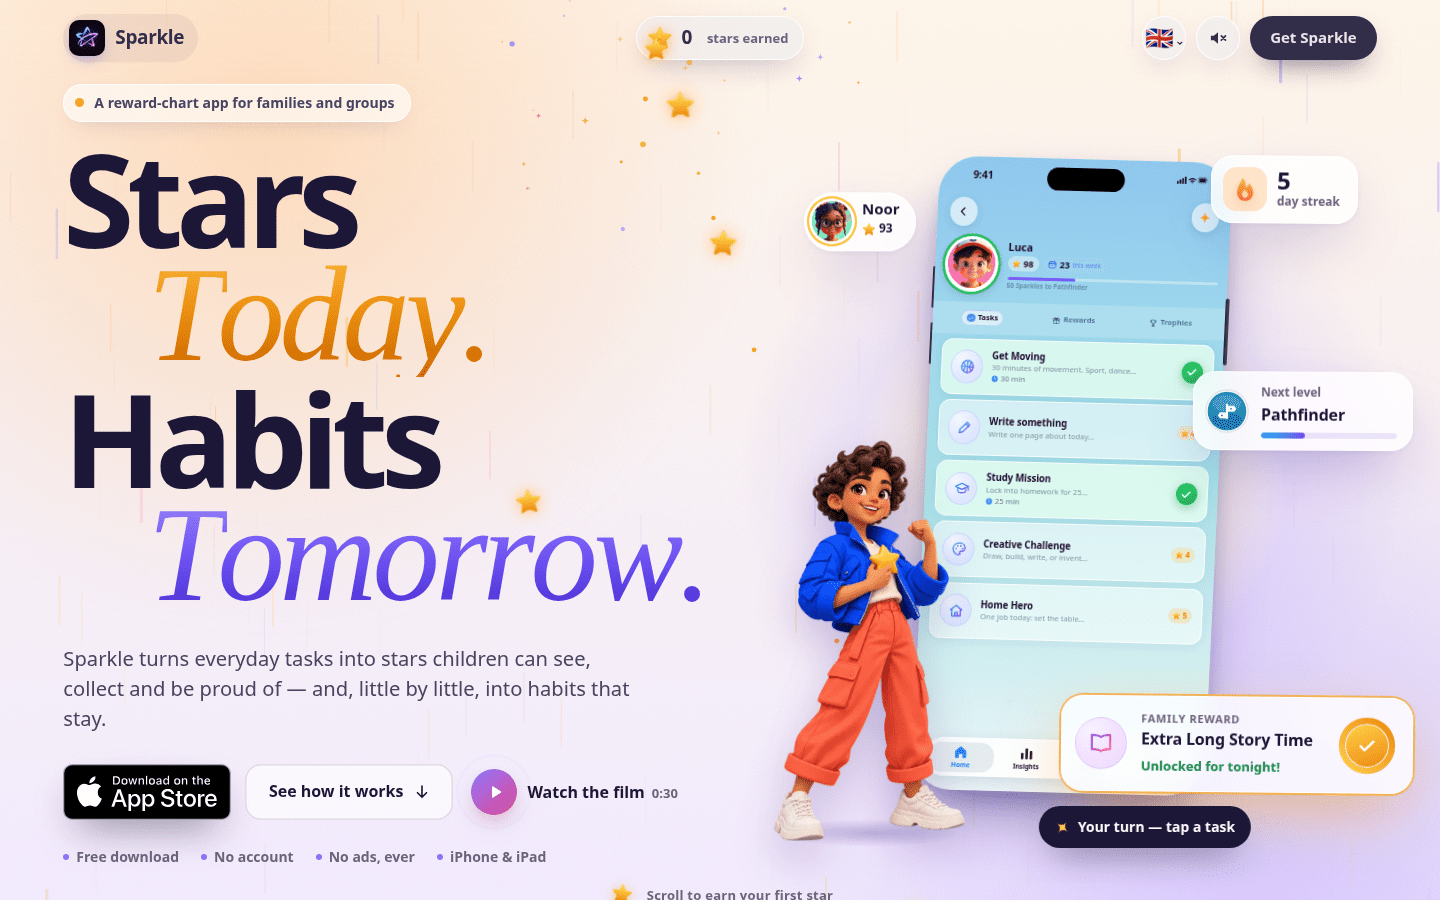 Sparkle
0 stars earned
Get Sparkle
A reward-chart app for families and groups
Stars
Today.
Habits
Tomorrow.
Sparkle turns everyday tasks into stars children can see,
collect and be proud of — and, little by little, into habits that
stay.
Download on the
App Store
See how it works ↓
Watch the film 0:30
Free download
No account
No ads, ever
iPhone & iPad
Scroll to earn your first star
Noor
93
9:41
Luca
98
23 this week
50 Sparkles to Pathfinder
Tasks
Rewards
Trophies
Get Moving
30 minutes of movement. Sport, dance...
30 min
Write something
Write one page about today...
Study Mission
Lock into homework for 25...
25 min
Creative Challenge
Draw, build, write, or invent...
4
Home Hero
One job today: set the table...
5
Home
Insights
5
day streak
Next level
Pathfinder
FAMILY REWARD
Extra Long Story Time
Unlocked for tonight!
Your turn — tap a task